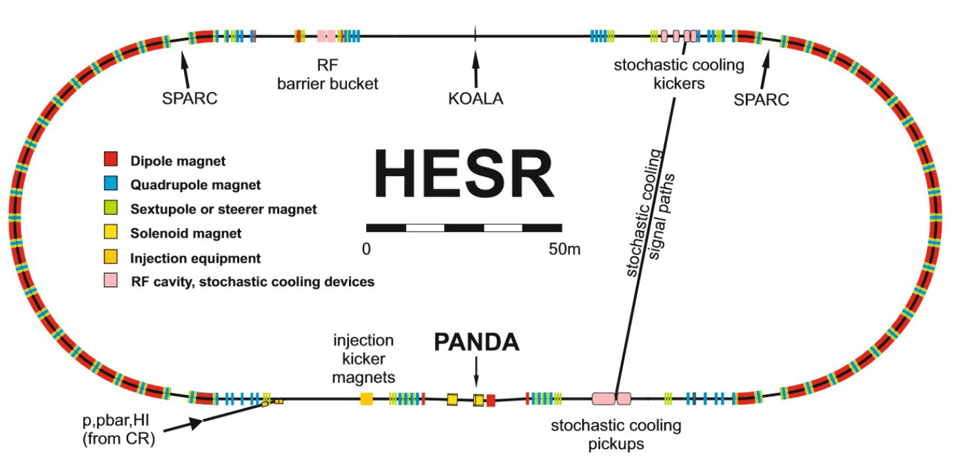 RF
barrier bucket
stochastic cooling
kickers
SPARC
KOALA
SPARC
HESR
0
50m
Dipole magnet
Quadrupole magnet
Sextupole or steerer magnet
Solenoid magnet
Injection equipment
RF cavity, stochastic cooling devices
stochastic cooling
signal paths
injection
kicker
magnets
PANDA
p,pbar,HI
(from CR)
stochastic cooling
pickups